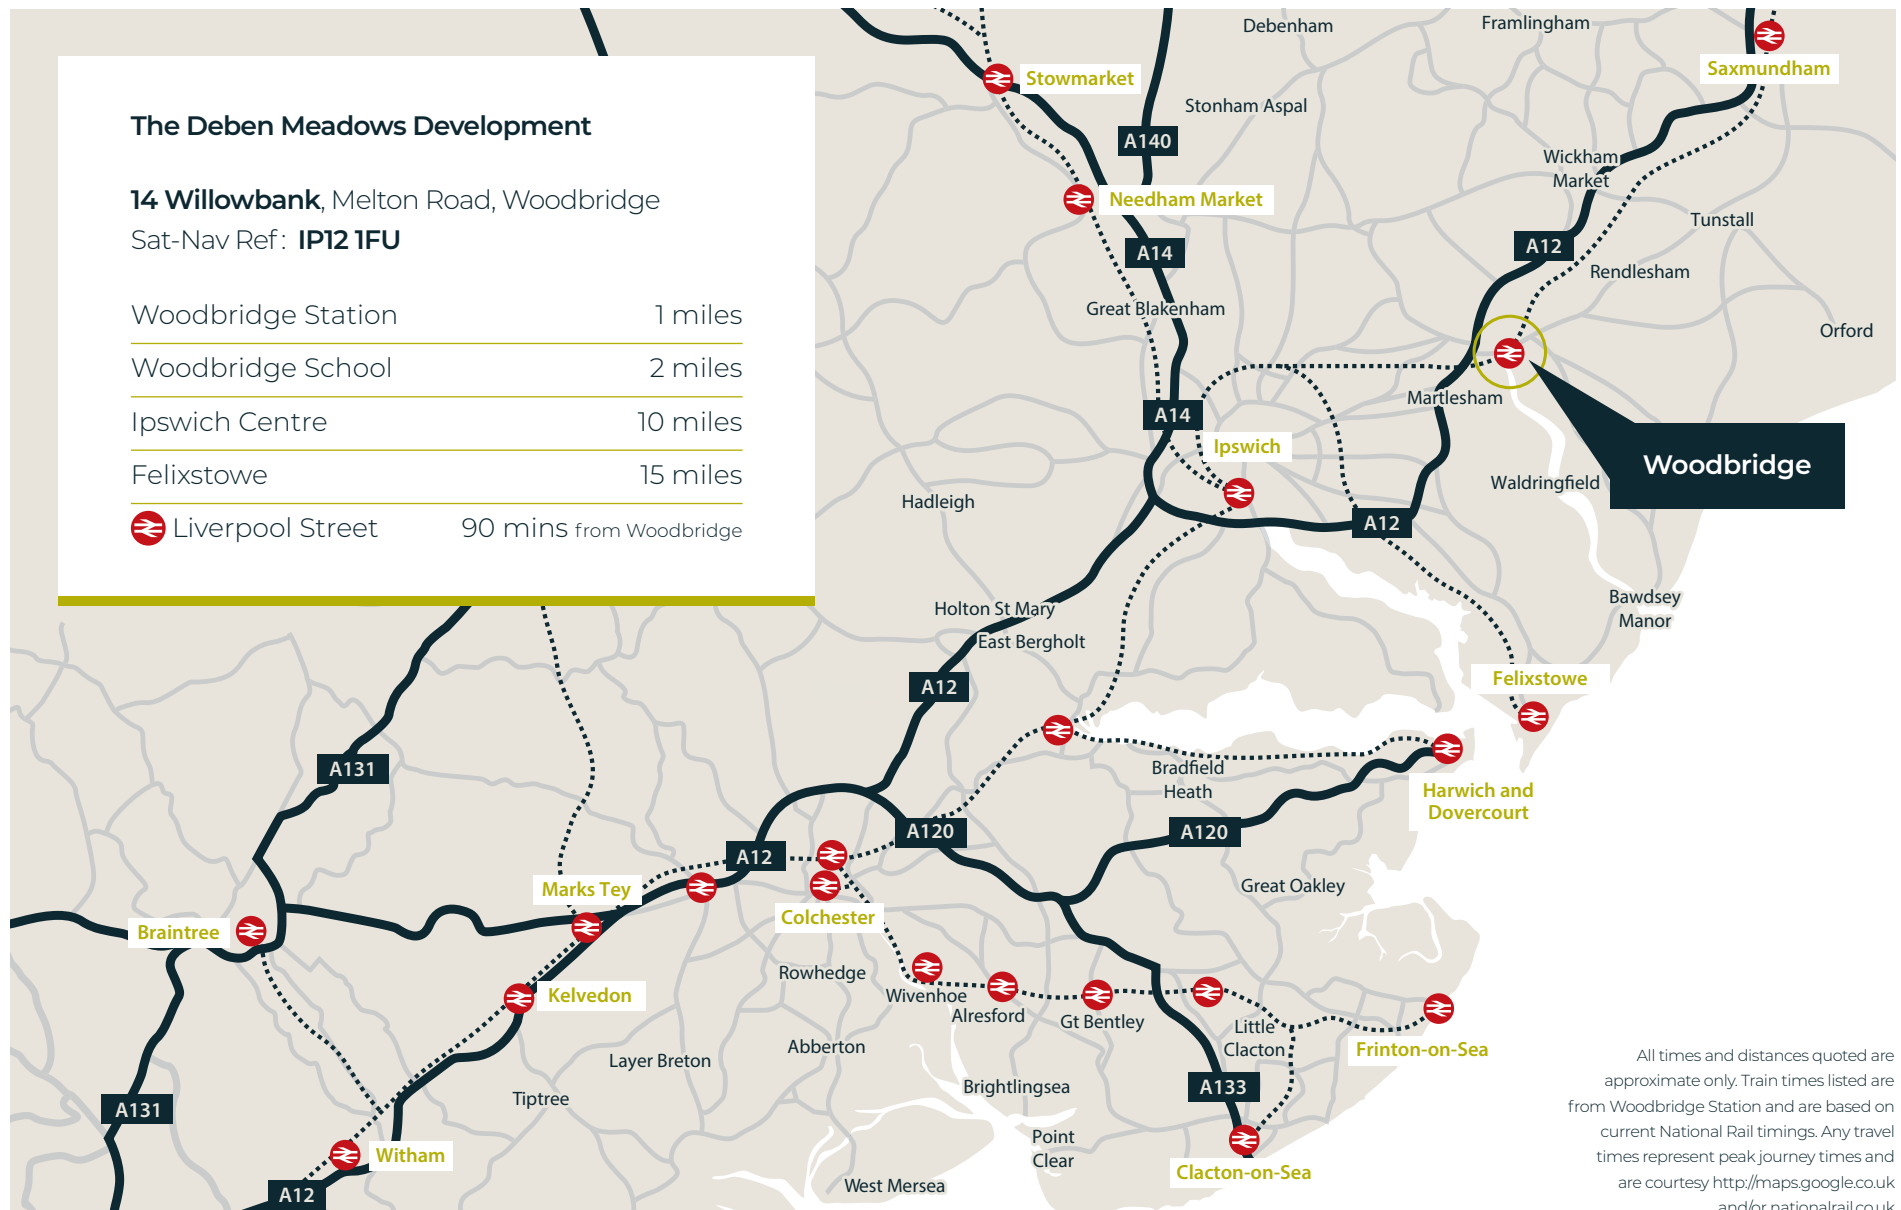 The Deben Meadows Development
14 Willowbank, Melton Road, Woodbridge
Sat-Nav Ref: IP12 1FU
Woodbridge Station 1 miles
Woodbridge School 2 miles
Ipswich Centre 10 miles
Felixstowe 15 miles
Liverpool Street 90 mins from Woodbridge
Debenham
Framlingham
Saxmundham
Stowmarket
Stonham Aspal
A140
Wickham
Market
Needham Market
Tunstall
A14
A12
Rendlesham
Great Blakenham
Orford
Martlesham
A14
Ipswich
Woodbridge
Waldringfield
Hadleigh
A12
Bawdsey
Manor
Holton St Mary
East Bergholt
Felixstowe
A12
A131
Bradfield
Heath
Harwich and
Dovercourt
A120
A120
A12
Marks Tey
Great Oakley
Colchester
Braintree
Rowhedge
Kelvedon
Wivenhoe
Alresford
Gt Bentley
Little
Clacton
Frinton-on-Sea
Abberton
Layer Breton
Brightlingsea
A133
Tiptree
A131
Point
Clear
Witham
Clacton-on-Sea
West Mersea
A12
All times and distances quoted are
approximate only. Train times listed are
from Woodbridge Station and are based on
current National Rail timings. Any travel
times represent peak journey times and
are courtesy http://maps.google.co.uk
and/or nationalrail.co.uk